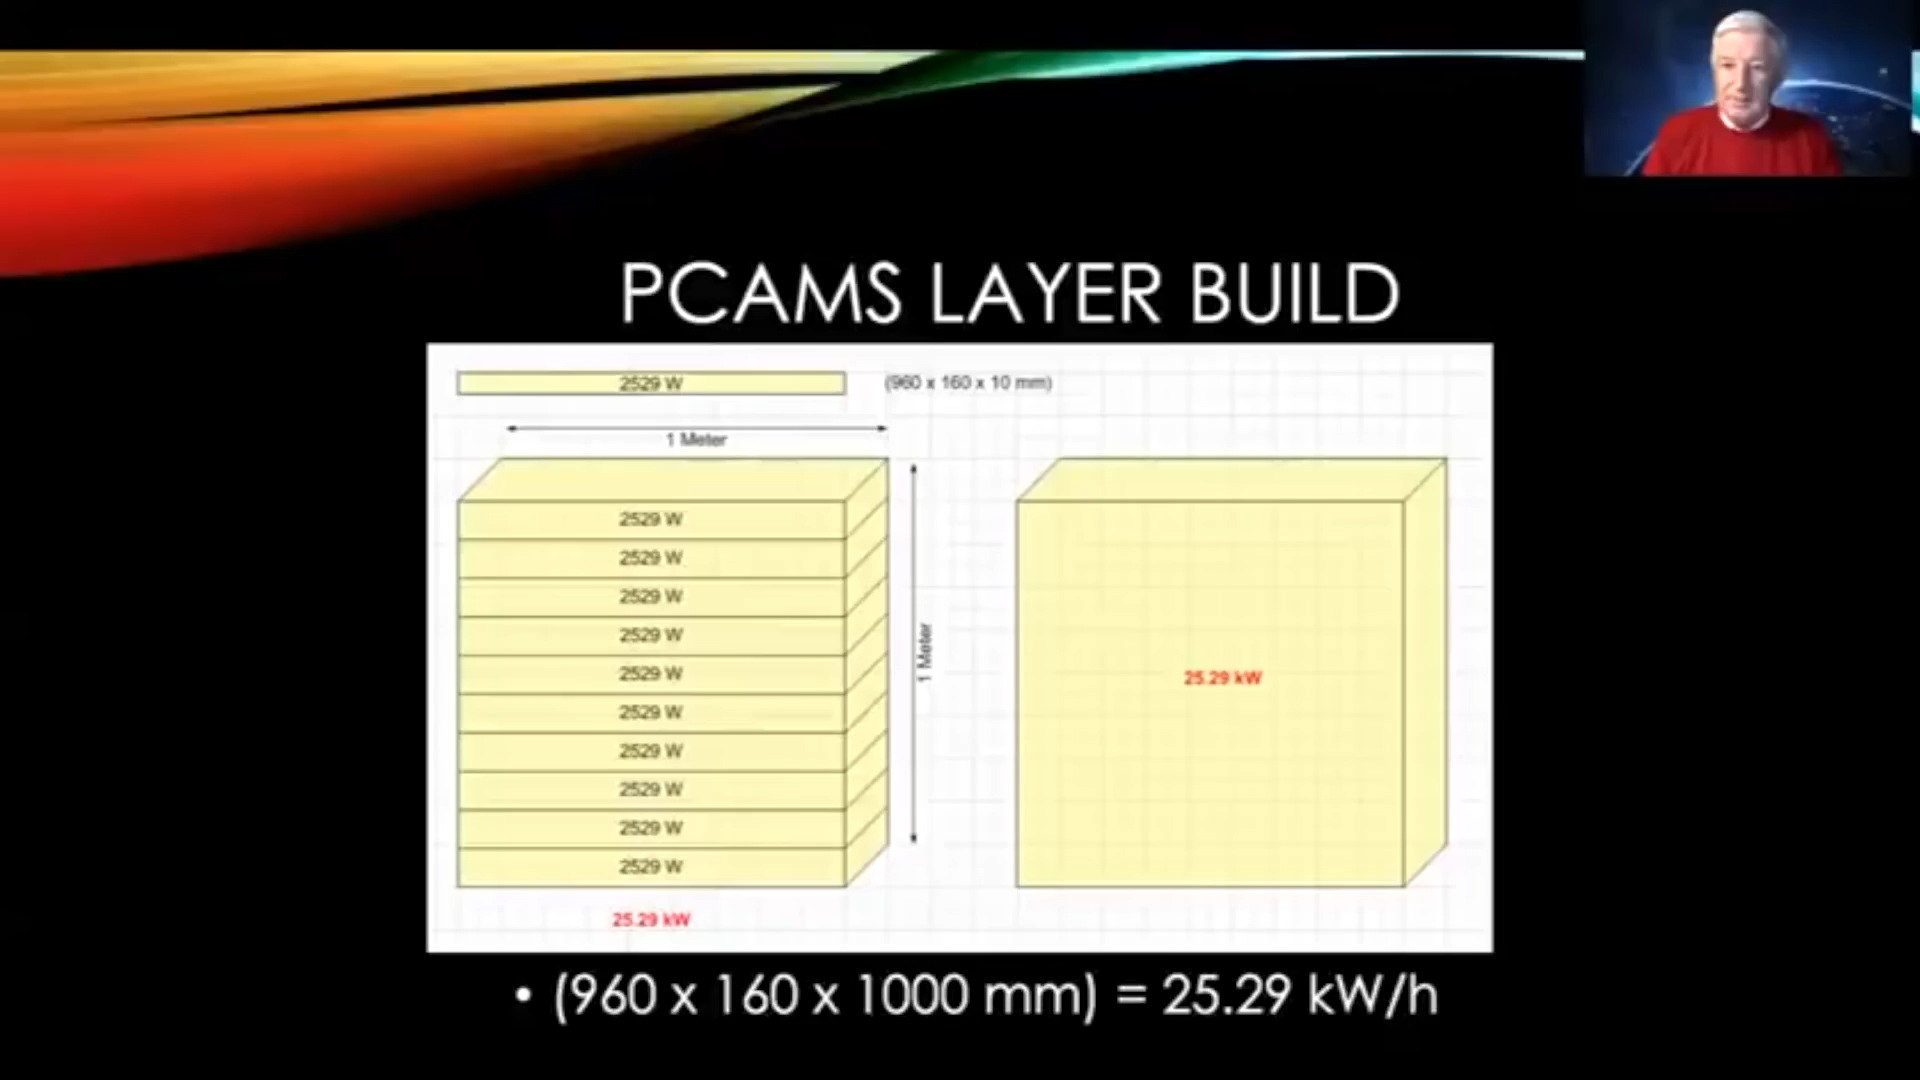 PCAMS LAYER BUILD
2529 W
(960 x 160 x 10 mm)
1 Meter
2529 W
2529 W
2529 W
2529 W
2529 W
2529 W
2529 W
2529 W
2529 W
2529 W
1 Meter
25.29 kW
25.29 kW
• (960 x 160 x 1000 mm) = 25.29 kW/h